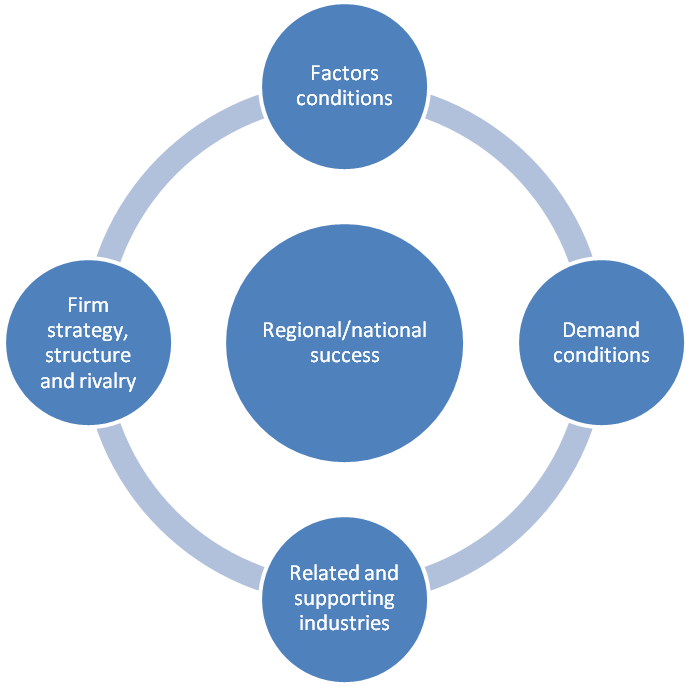 Factors
conditions
Firm
strategy,
structure
and rivalry
Regional/national
success
Demand
conditions
Related and
supporting
industries